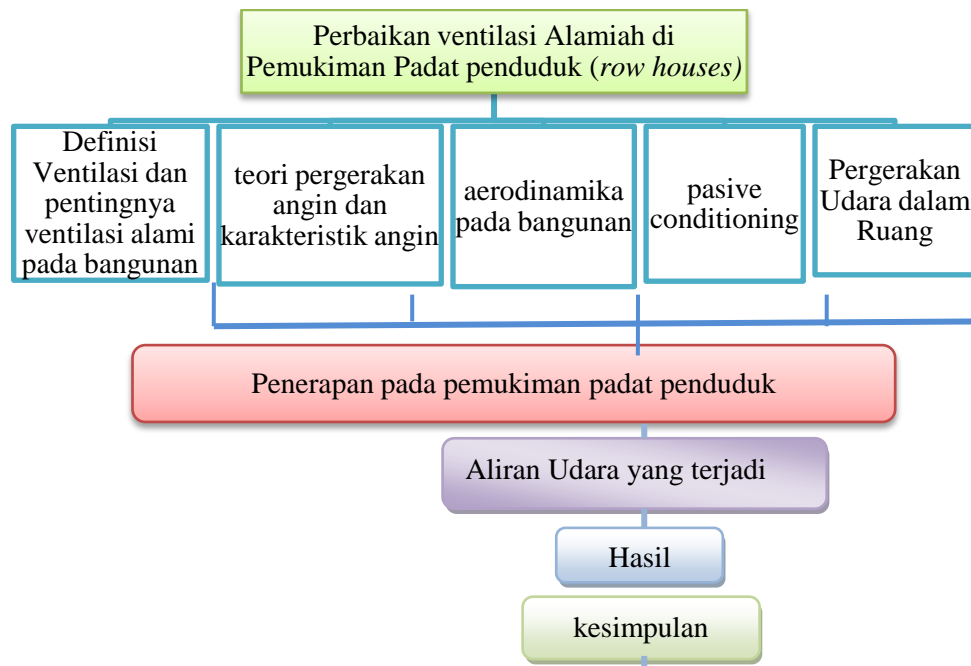 Perbaikan ventilasi Alamiah di
Pemukiman Padat penduduk (row houses)
Definisi
Ventilasi dan
pentingnya
ventilasi alami
pada bangunan
teori pergerakan
angin dan
karakteristik angin
aerodinamika
pada bangunan
pasive
conditioning
Pergerakan
Udara dalam
Ruang
Penerapan pada pemukiman padat penduduk
Aliran Udara yang terjadi
Hasil
kesimpulan